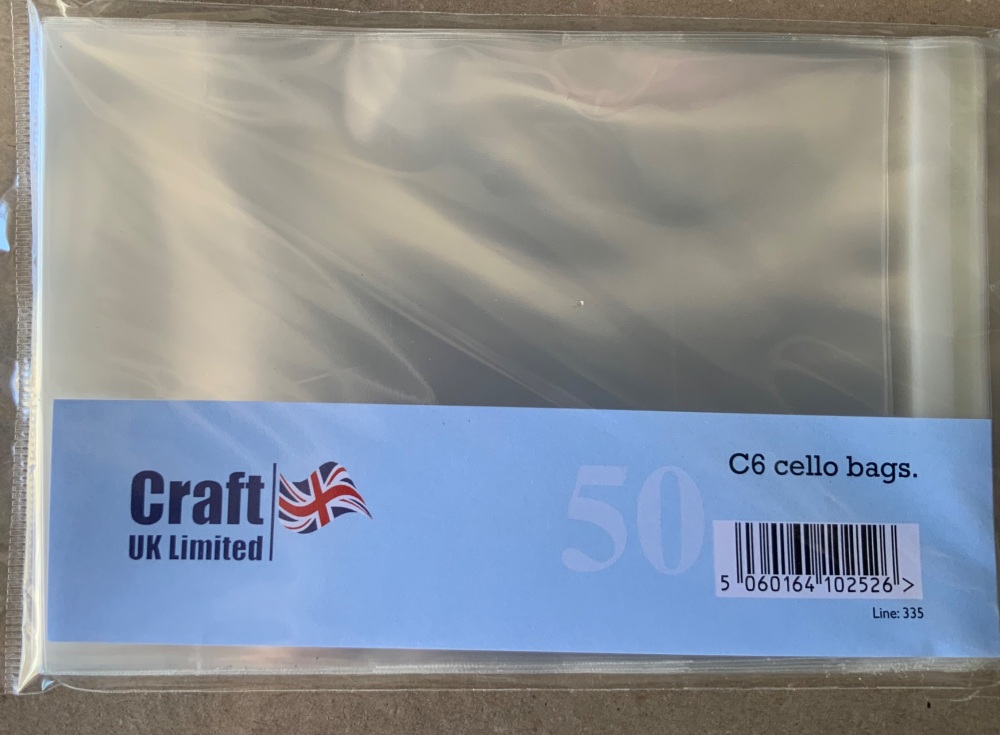 Craft
UK Limited
50
C6 cello bags.
5 060164 102526 >
Line: 335